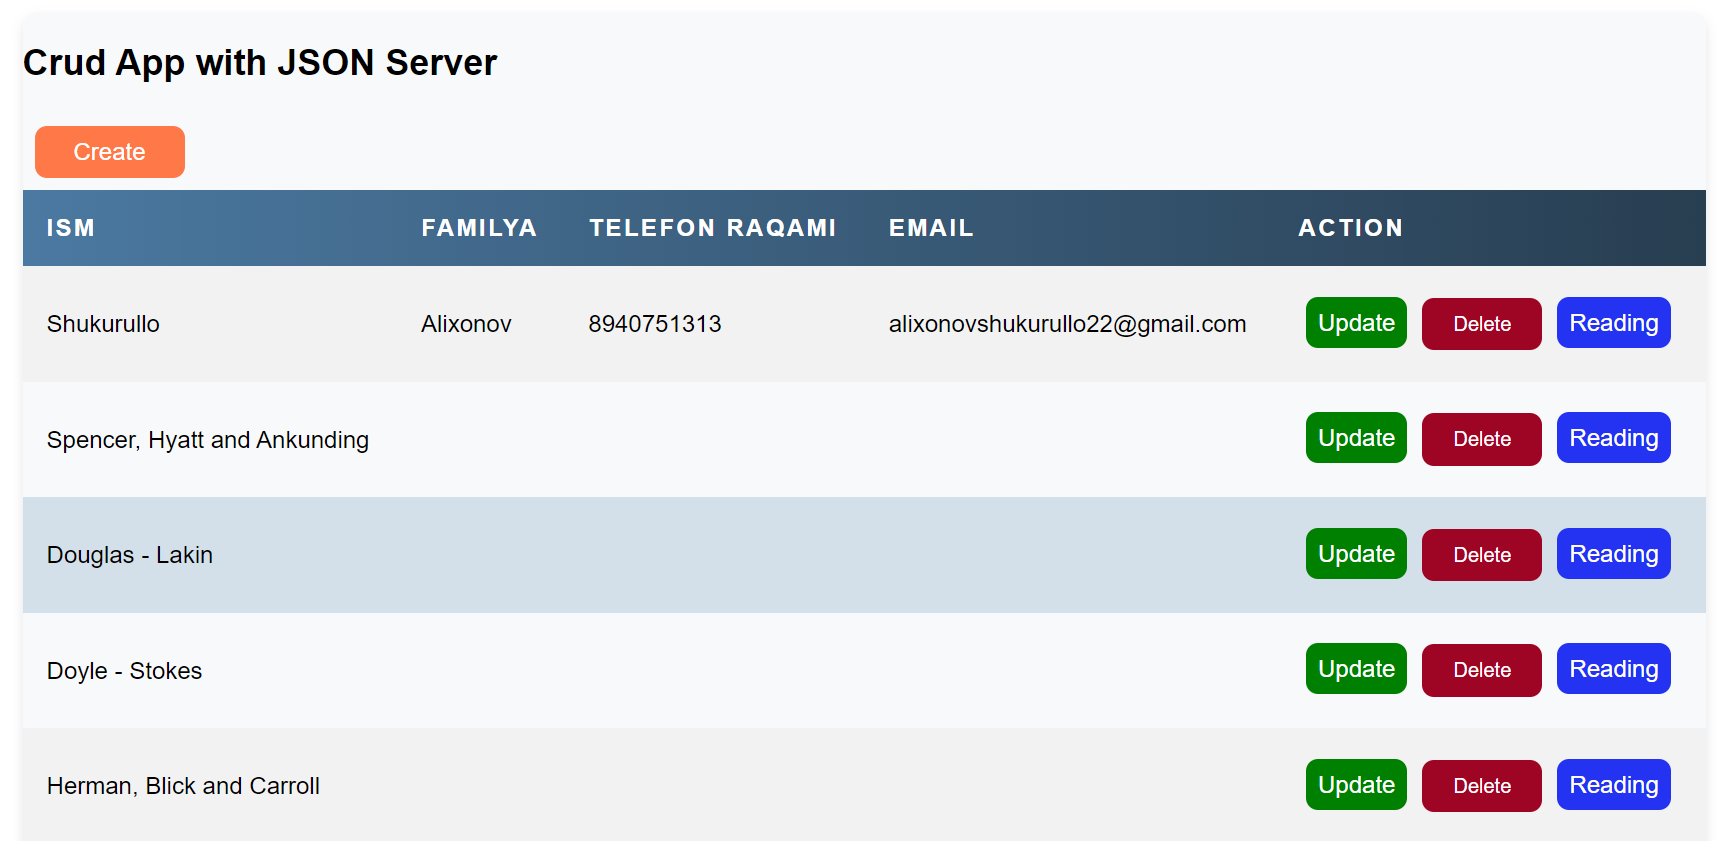 Crud App with JSON Server
Create
ISM FAMILYA TELEFON RAQAMI EMAIL ACTION
Shukurullo Alixonov 8940751313 alixonovshukurullo22@gmail.com Update Delete Reading
Spencer, Hyatt and Ankunding Update Delete Reading
Douglas - Lakin Update Delete Reading
Doyle - Stokes Update Delete Reading
Herman, Blick and Carroll Update Delete Reading